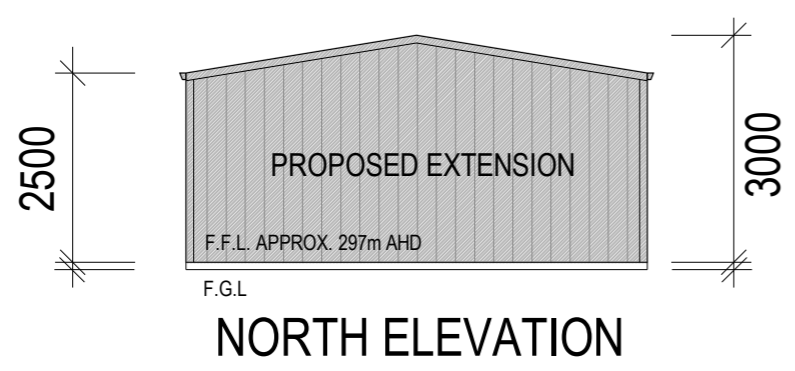 2500
3000
PROPOSED EXTENSION
F.F.L. APPROX. 297m AHD
F.G.L
NORTH ELEVATION